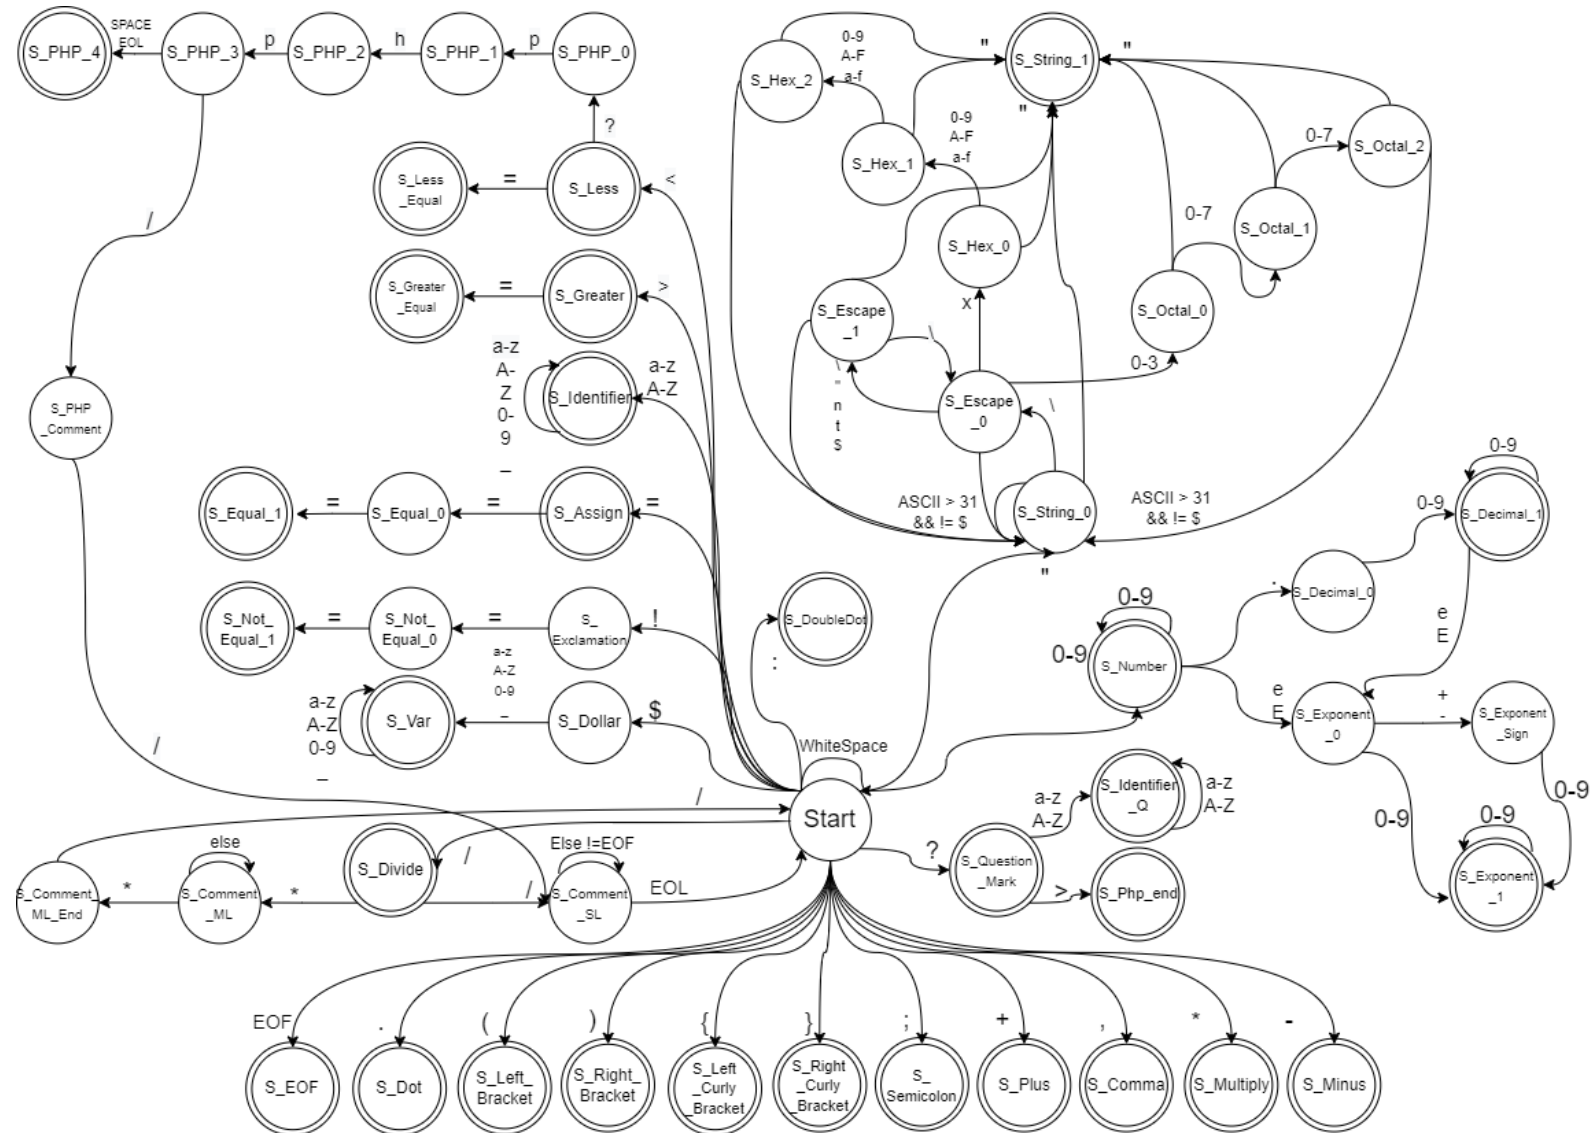 S_PHP_4
SPACE
EOL
S_PHP_3
p
S_PHP_2
h
S_PHP_1
p
S_PHP_0
?
S_Less
_Equal
=
S_Less
<
S_Greater
_Equal
=
S_Greater
>
a-z
A-
Z
0-
9
_
S_Identifier
a-z
A-Z
/
S_PHP
_Comment
S_Equal_1
=
S_Equal_0
=
S_Assign
=
S_Not_
Equal_1
=
S_Not_
Equal_0
=
S_
Exclamation
!
a-z
A-Z
0-9
_
S_Var
a-z
A-Z
0-9
_
S_Dollar
$
/
S_Hex_2
0-9
A-F
a-f
"
S_String_1
"
"
S_Hex_1
0-9
A-F
a-f
S_Hex_0
0-7
S_Octal_2
0-7
S_Octal_1
S_Octal_0
S_Escape
_1
\
x
0-3
\
"
n
t
$
S_Escape
_0
\
ASCII > 31
&& != $
S_String_0
ASCII > 31
&& != $
"
0-9
0-9
S_Decimal_1
.
S_Decimal_0
e
E
S_DoubleDot
:
0-9
0-9
S_Number
e
E
S_Exponent
_0
+
-
S_Exponent
_Sign
0-9
0-9
0-9
S_Exponent
_1
WhiteSpace
Start
a-z
A-Z
S_Identifier
_Q
a-z
A-Z
?
S_Question
_Mark
>
S_Php_end
/
S_Comment_
ML_End
*
else
S_Comment
_ML
*
S_Divide
/
/
Else !=EOF
S_Comment
_SL
EOL
EOF
.
(
)
{
}
;
+
,
*
-
S_EOF
S_Dot
S_Left_
Bracket
S_Right_
Bracket
S_Left
_Curly
_Bracket
S_Right
_Curly
_Bracket
S_
Semicolon
S_Plus
S_Comma
S_Multiply
S_Minus